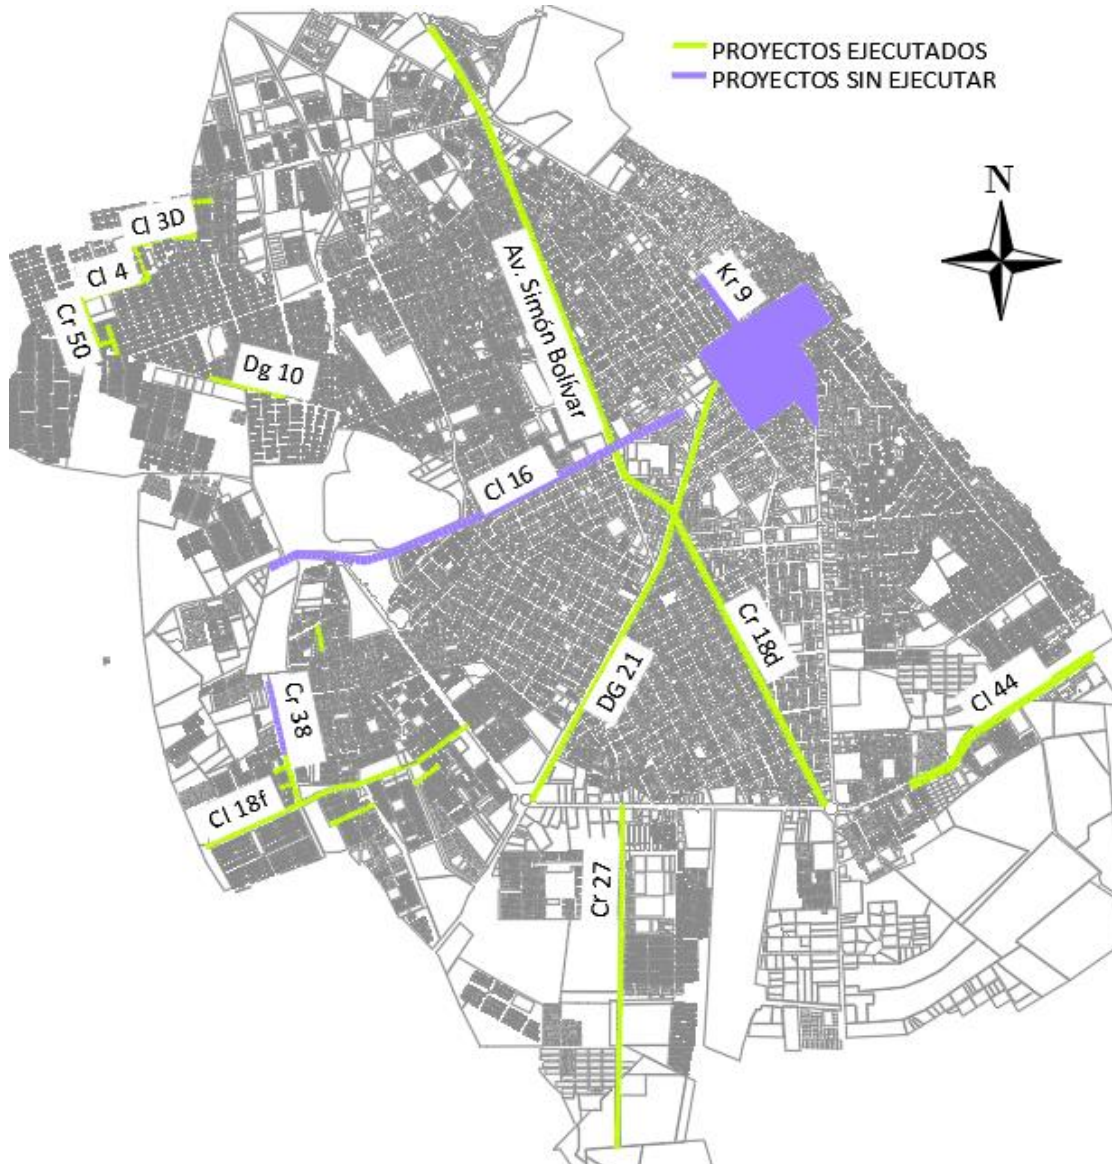 PROYECTOS EJECUTADOS
PROYECTOS SIN EJECUTAR
N
Cl 3D
Cl 4
Cr 50
Dg 10
Av. Simón Bolívar
Kr 9
Cl 16
Cr 18d
DG 21
Cl 44
Cr 38
Cl 18f
Cr 27